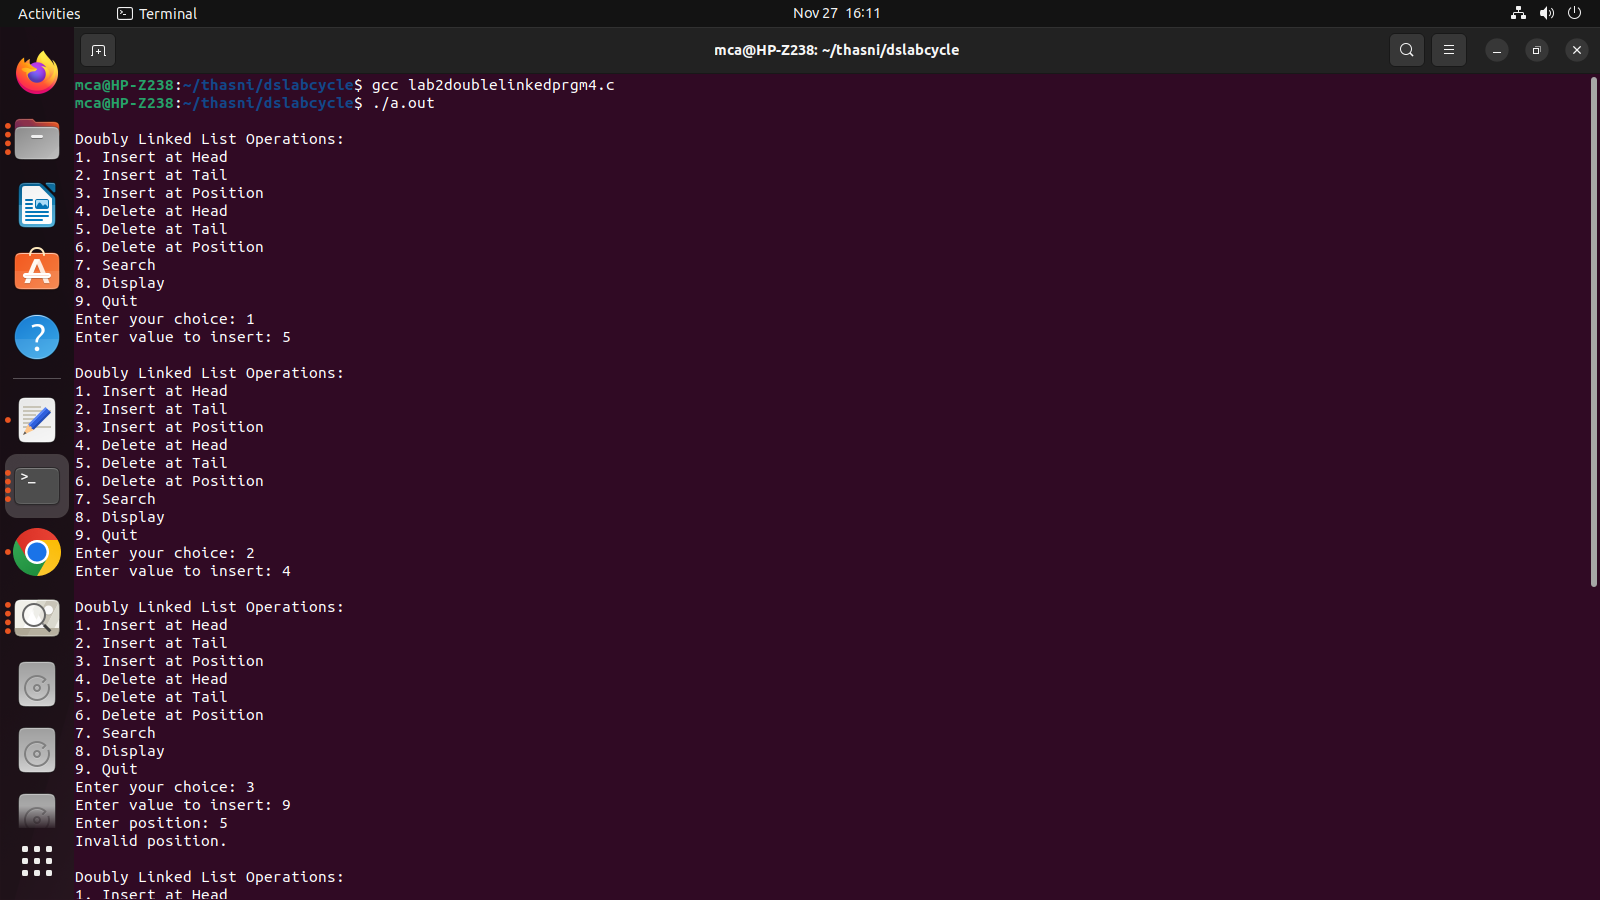 Activities
Terminal
Nov 27 16:11
mca@HP-Z238: ~/thasni/dslabcycle
mca@HP-Z238:~/thasni/dslabcycle$ gcc lab2doublelinkedprgm4.c
mca@HP-Z238:~/thasni/dslabcycle$ ./a.out
Doubly Linked List Operations:
1. Insert at Head
2. Insert at Tail
3. Insert at Position
4. Delete at Head
5. Delete at Tail
6. Delete at Position
7. Search
8. Display
9. Quit
Enter your choice: 1
Enter value to insert: 5
Doubly Linked List Operations:
1. Insert at Head
2. Insert at Tail
3. Insert at Position
4. Delete at Head
5. Delete at Tail
6. Delete at Position
7. Search
8. Display
9. Quit
Enter your choice: 2
Enter value to insert: 4
Doubly Linked List Operations:
1. Insert at Head
2. Insert at Tail
3. Insert at Position
4. Delete at Head
5. Delete at Tail
6. Delete at Position
7. Search
8. Display
9. Quit
Enter your choice: 3
Enter value to insert: 9
Enter position: 5
Invalid position.
Doubly Linked List Operations:
1. Insert at Head